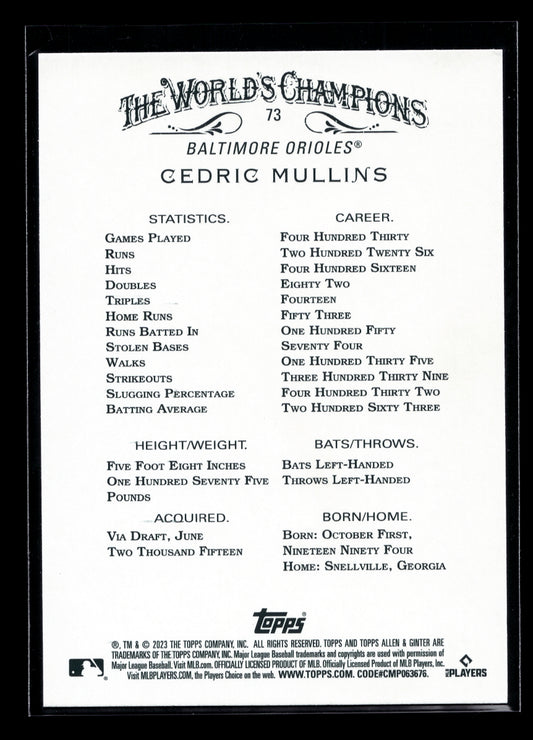 THE WORLD'S CHAMPIONS
73
BALTIMORE ORIOLES®
CEDRIC MULLINS
STATISTICS. CAREER.
GAMES PLAYED FOUR HUNDRED THIRTY
RUNS TWO HUNDRED TWENTY SIX
HITS FOUR HUNDRED SIXTEEN
DOUBLES EIGHTY TWO
TRIPLES FOURTEEN
HOME RUNS FIFTY THREE
RUNS BATTED IN ONE HUNDRED FIFTY
STOLEN BASES SEVENTY FOUR
WALKS ONE HUNDRED THIRTY FIVE
STRIKEOUTS THREE HUNDRED THIRTY NINE
SLUGGING PERCENTAGE FOUR HUNDRED THIRTY TWO
BATTING AVERAGE TWO HUNDRED SIXTY THREE
HEIGHT/WEIGHT.
FIVE FOOT EIGHT INCHES
ONE HUNDRED SEVENTY FIVE
POUNDS
BATS/THROWS.
BATS LEFT-HANDED
THROWS LEFT-HANDED
ACQUIRED.
VIA DRAFT, JUNE
TWO THOUSAND FIFTEEN
BORN/HOME.
BORN: OCTOBER FIRST,
NINETEEN NINETY FOUR
HOME: SNELLVILLE, GEORGIA
topps®
®, TM & © 2023 THE TOPPS COMPANY, INC. ALL RIGHTS RESERVED. TOPPS AND TOPPS ALLEN & GINTER ARE
TRADEMARKS OF THE TOPPS COMPANY, INC. Major League Baseball trademarks and copyrights are used with permission of
Major League Baseball. Visit MLB.com. OFFICIALLY LICENSED PRODUCT OF MLB. Officially Licensed Product of MLB Players, Inc.
Visit MLBPLAYERS.COM, the Players Choice on the web. WWW.TOPPS.COM. CODE#CMP063676.
MLB PLAYERS